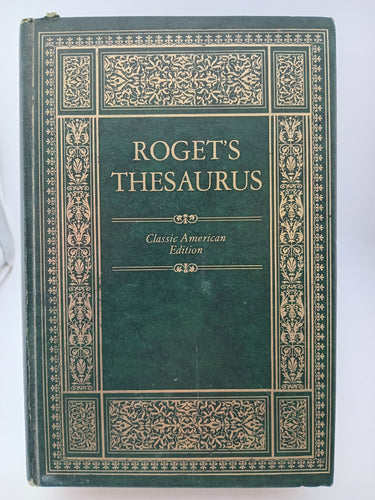 ROGET'S
THESAURUS
Classic American
Edition